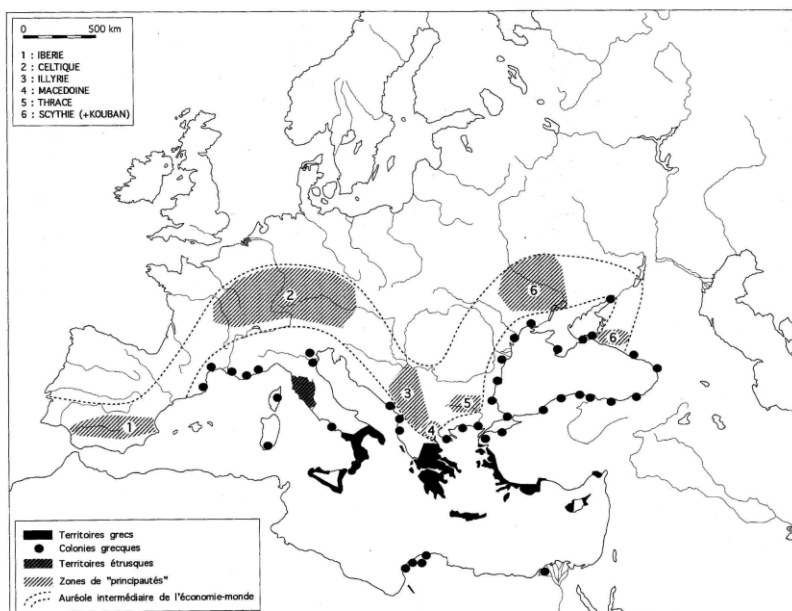 0 500 km
1 : IBERIE
2 : CELTIQUE
3 : ILLYRIE
4 : MACEDOINE
5 : THRACE
6 : SCYTHIE (+KOUBAN)
6
2
6
3
5
1
4
Territoires grecs
Colonies grecques
Territoires étrusques
Zones de "principautés"
Auréole intermédiaire de l'économie-monde